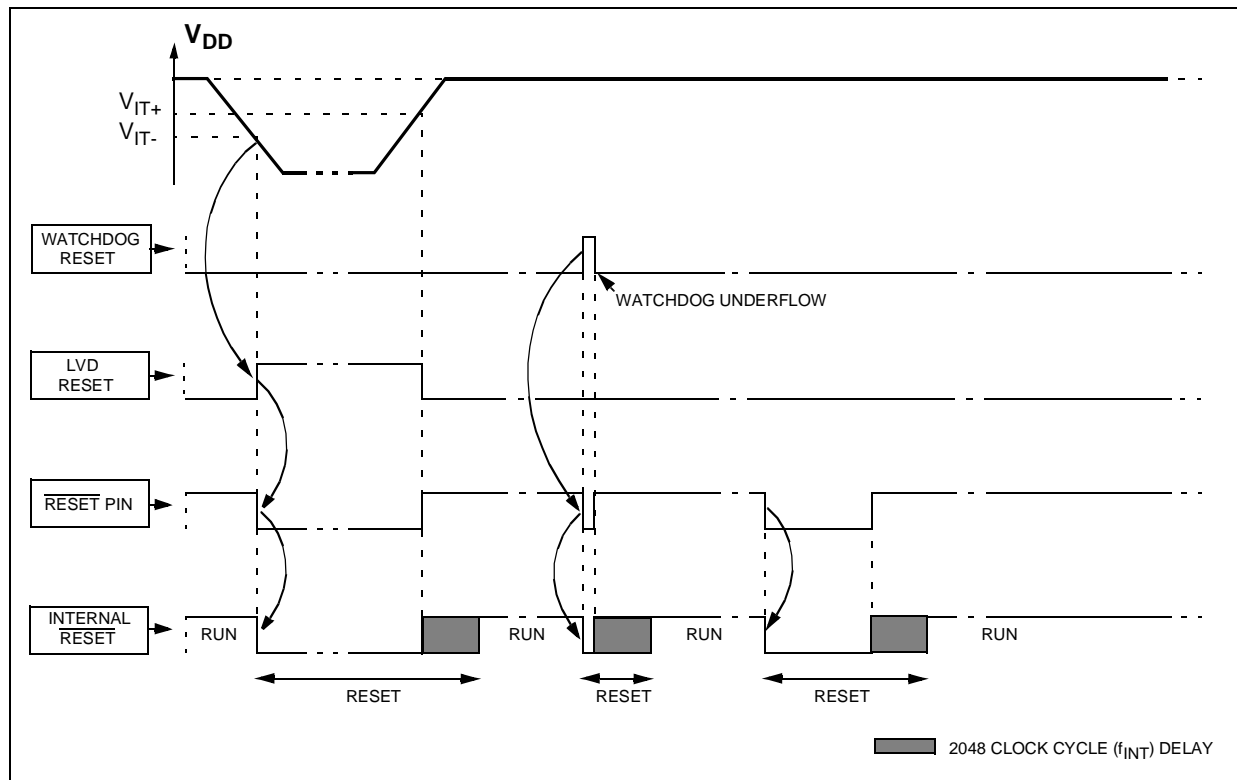 VDD
VIT+
VIT-
WATCHDOG
RESET
WATCHDOG UNDERFLOW
LVD
RESET
RESET PIN
INTERNAL
RESET
RUN
RUN
RUN
RUN
RESET
RESET
RESET
2048 CLOCK CYCLE (fINT) DELAY